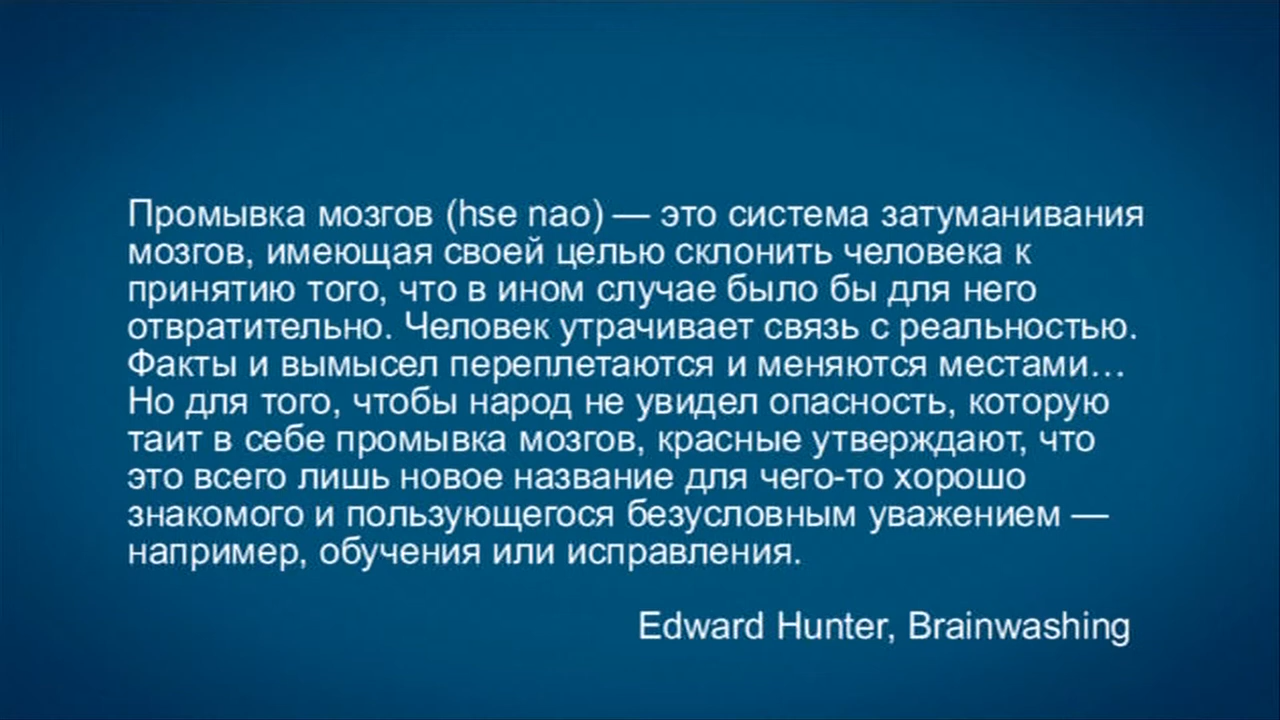 Промывка мозгов (hse nao) — это система затуманивания
мозгов, имеющая своей целью склонить человека к
принятию того, что в ином случае было бы для него
отвратительно. Человек утрачивает связь с реальностью.
Факты и вымысел переплетаются и меняются местами…
Но для того, чтобы народ не увидел опасность, которую
таит в себе промывка мозгов, красные утверждают, что
это всего лишь новое название для чего-то хорошо
знакомого и пользующегося безусловным уважением —
например, обучения или исправления.
Edward Hunter, Brainwashing